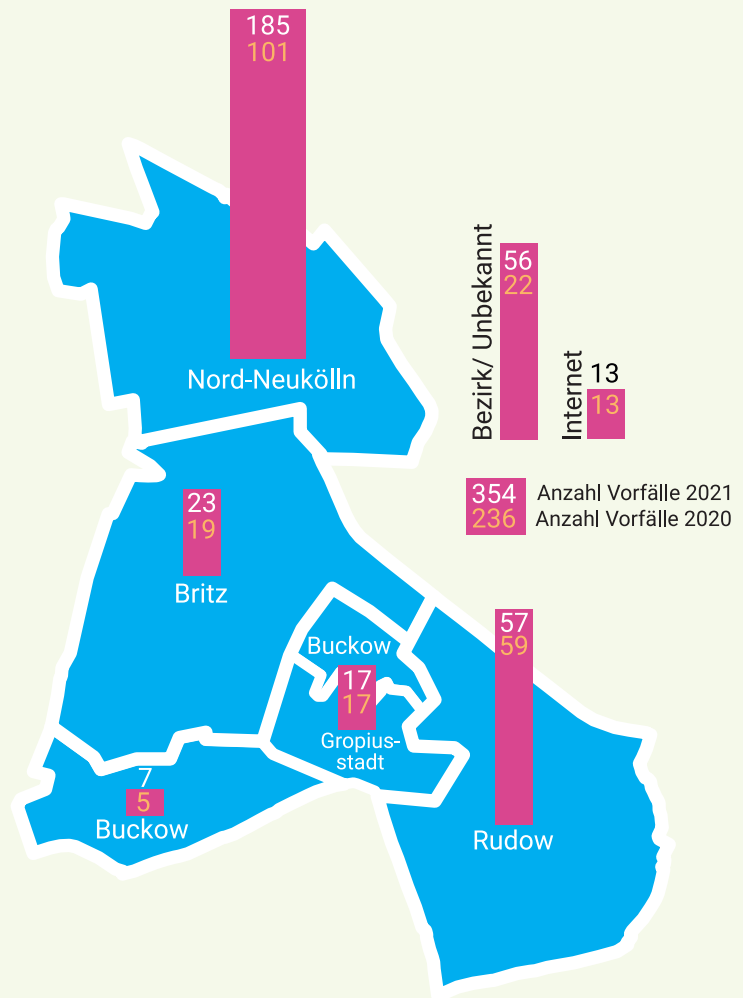 185
101
Nord-Neukölln
Bezirk/ Unbekannt
56
22
Internet
13
13
354 Anzahl Vorfälle 2021
236 Anzahl Vorfälle 2020
23
19
Britz
Buckow
17
17
Gropius-
stadt
57
59
Rudow
7
5
Buckow